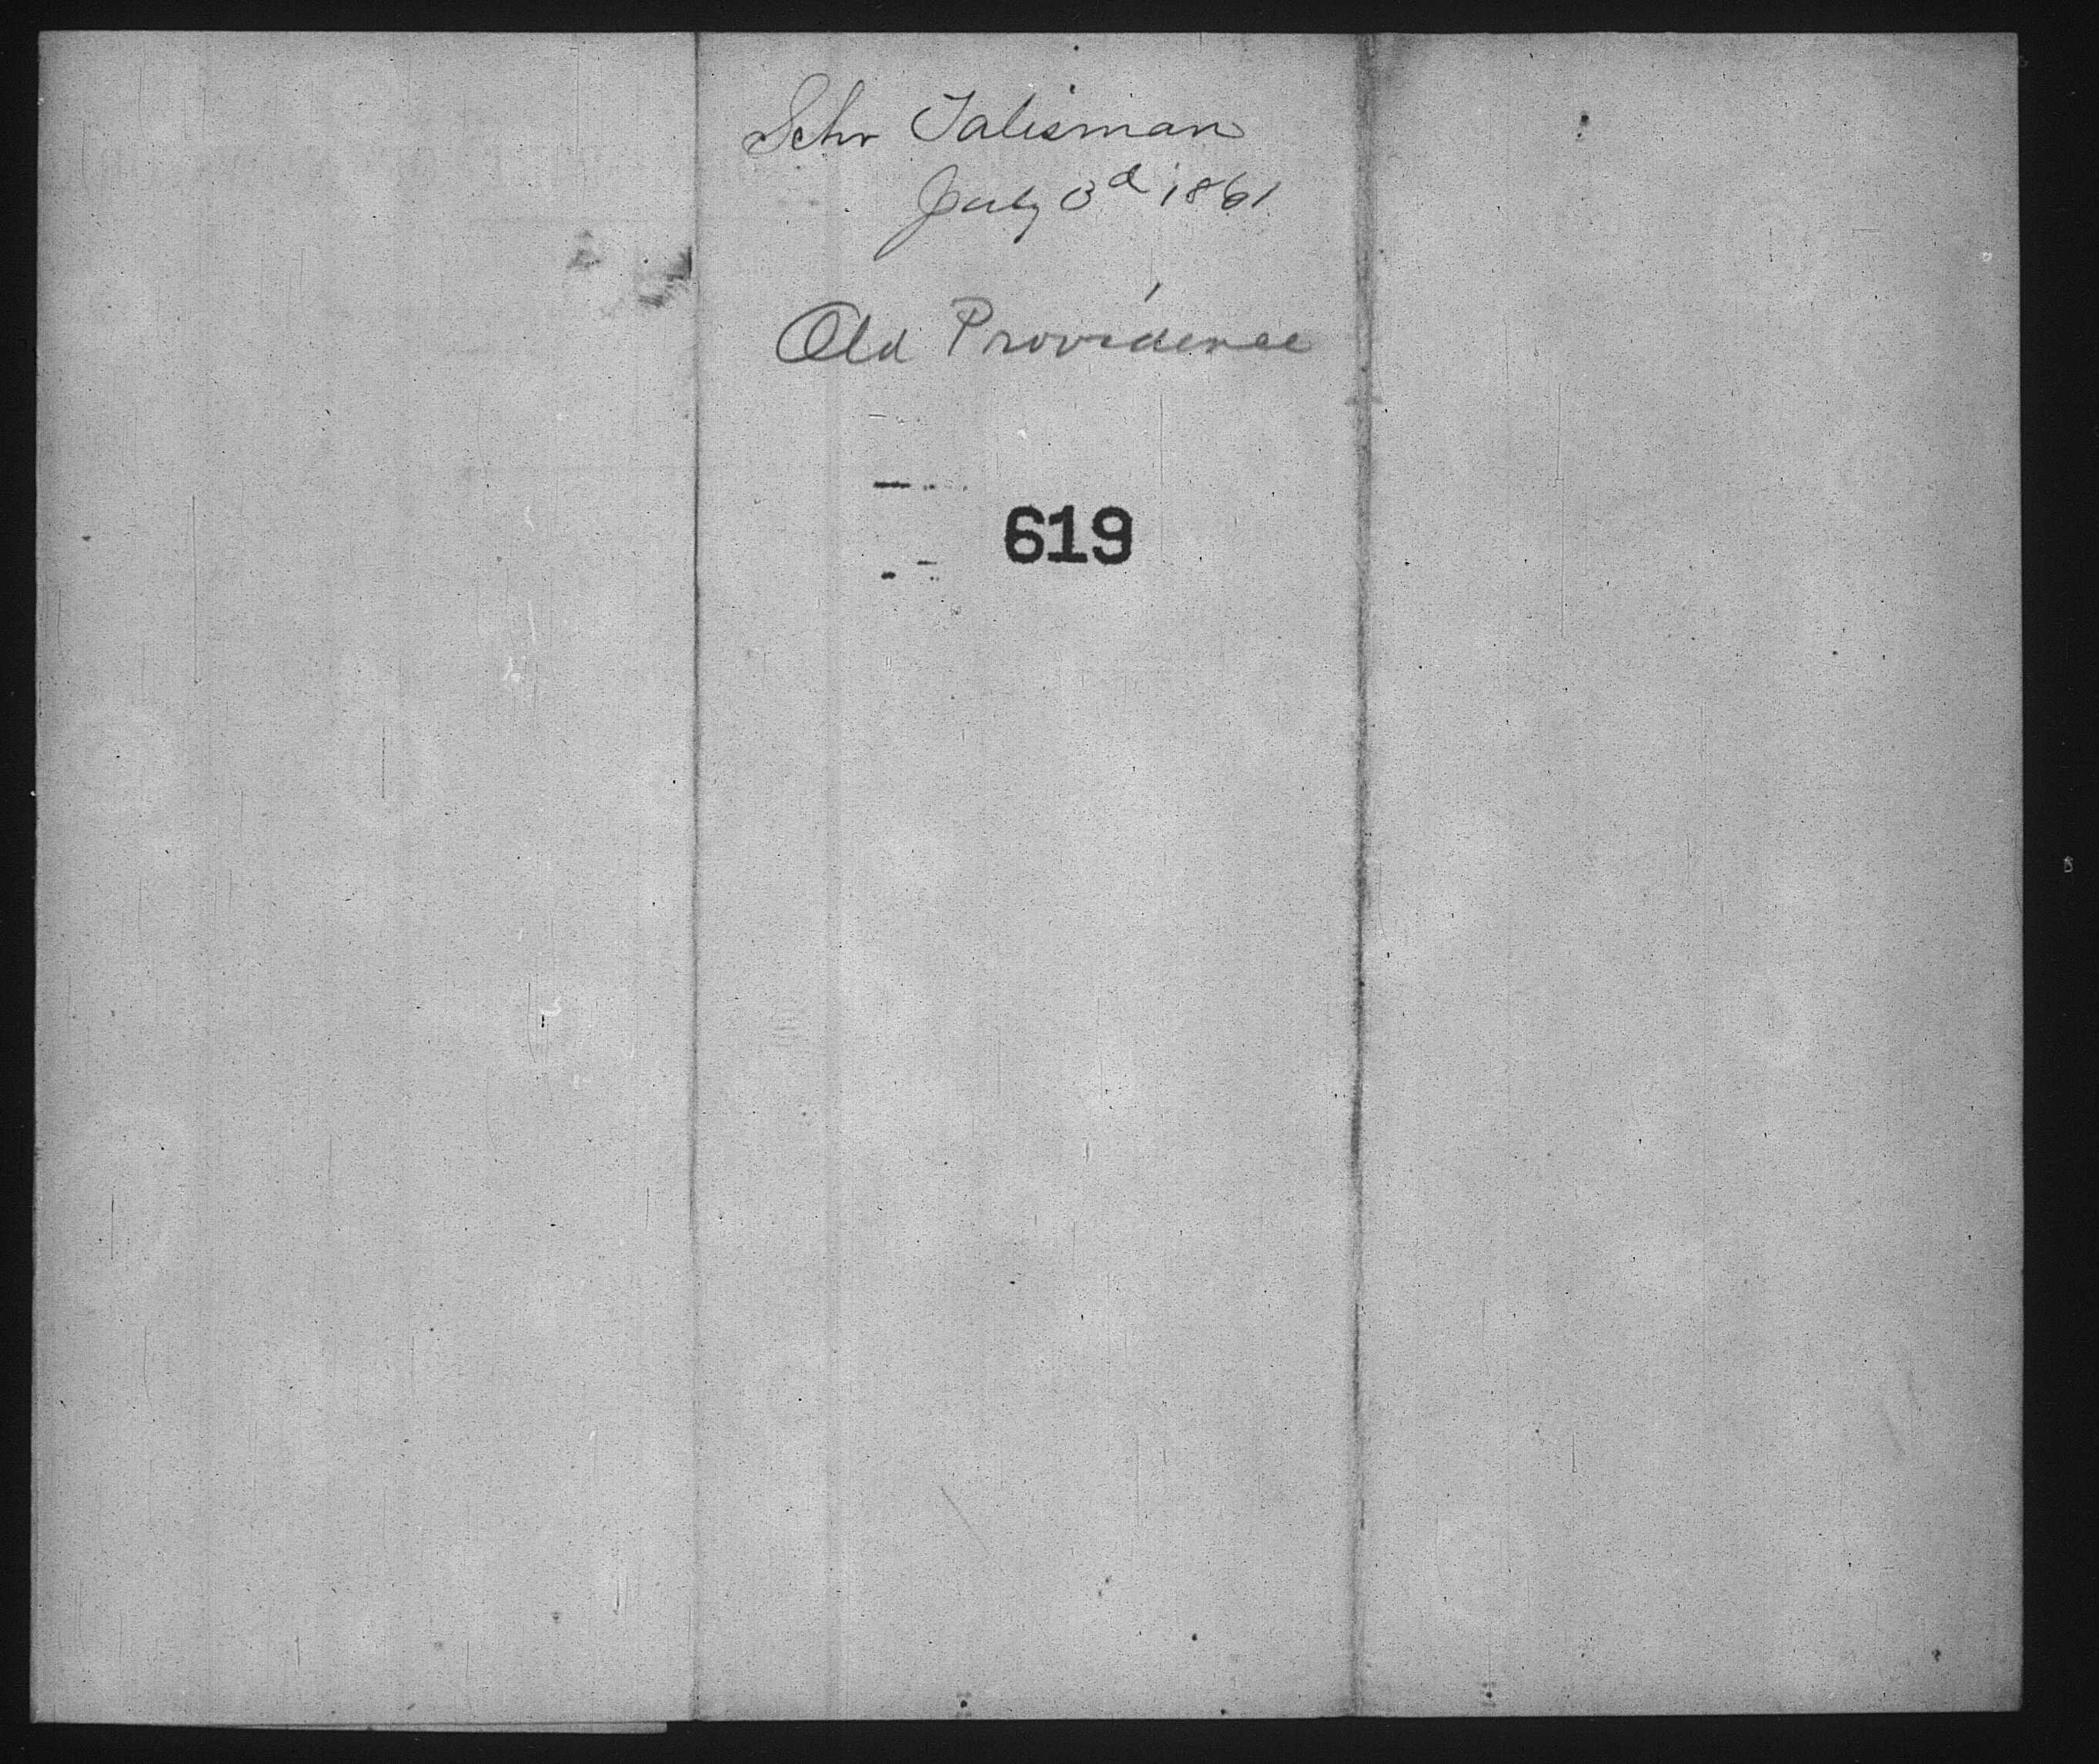 Schr Talisman
July 3d 1861
Old Providence
619